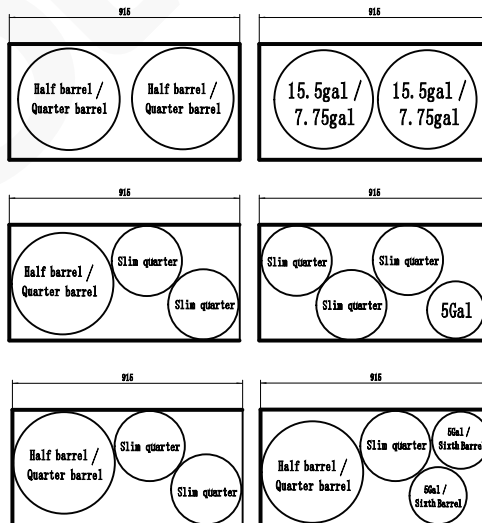 915
915
Half barrel /
Quarter barrel
Half barrel /
Quarter barrel
15.5gal /
7.75gal
15.5gal /
7.75gal
915
915
Half barrel /
Quarter barrel
Slim quarter
Slim quarter
Slim quarter
Slim quarter
Slim quarter
5Gal
915
915
Half barrel /
Quarter barrel
Slim quarter
Slim quarter
Half barrel /
Quarter barrel
Slim quarter
5Gal /
Sixth Barrel
5Gal /
Sixth Barrel